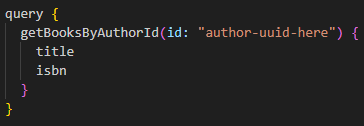 query {
  getBooksByAuthorId(id: "author-uuid-here") {
    title
    isbn
  }
}